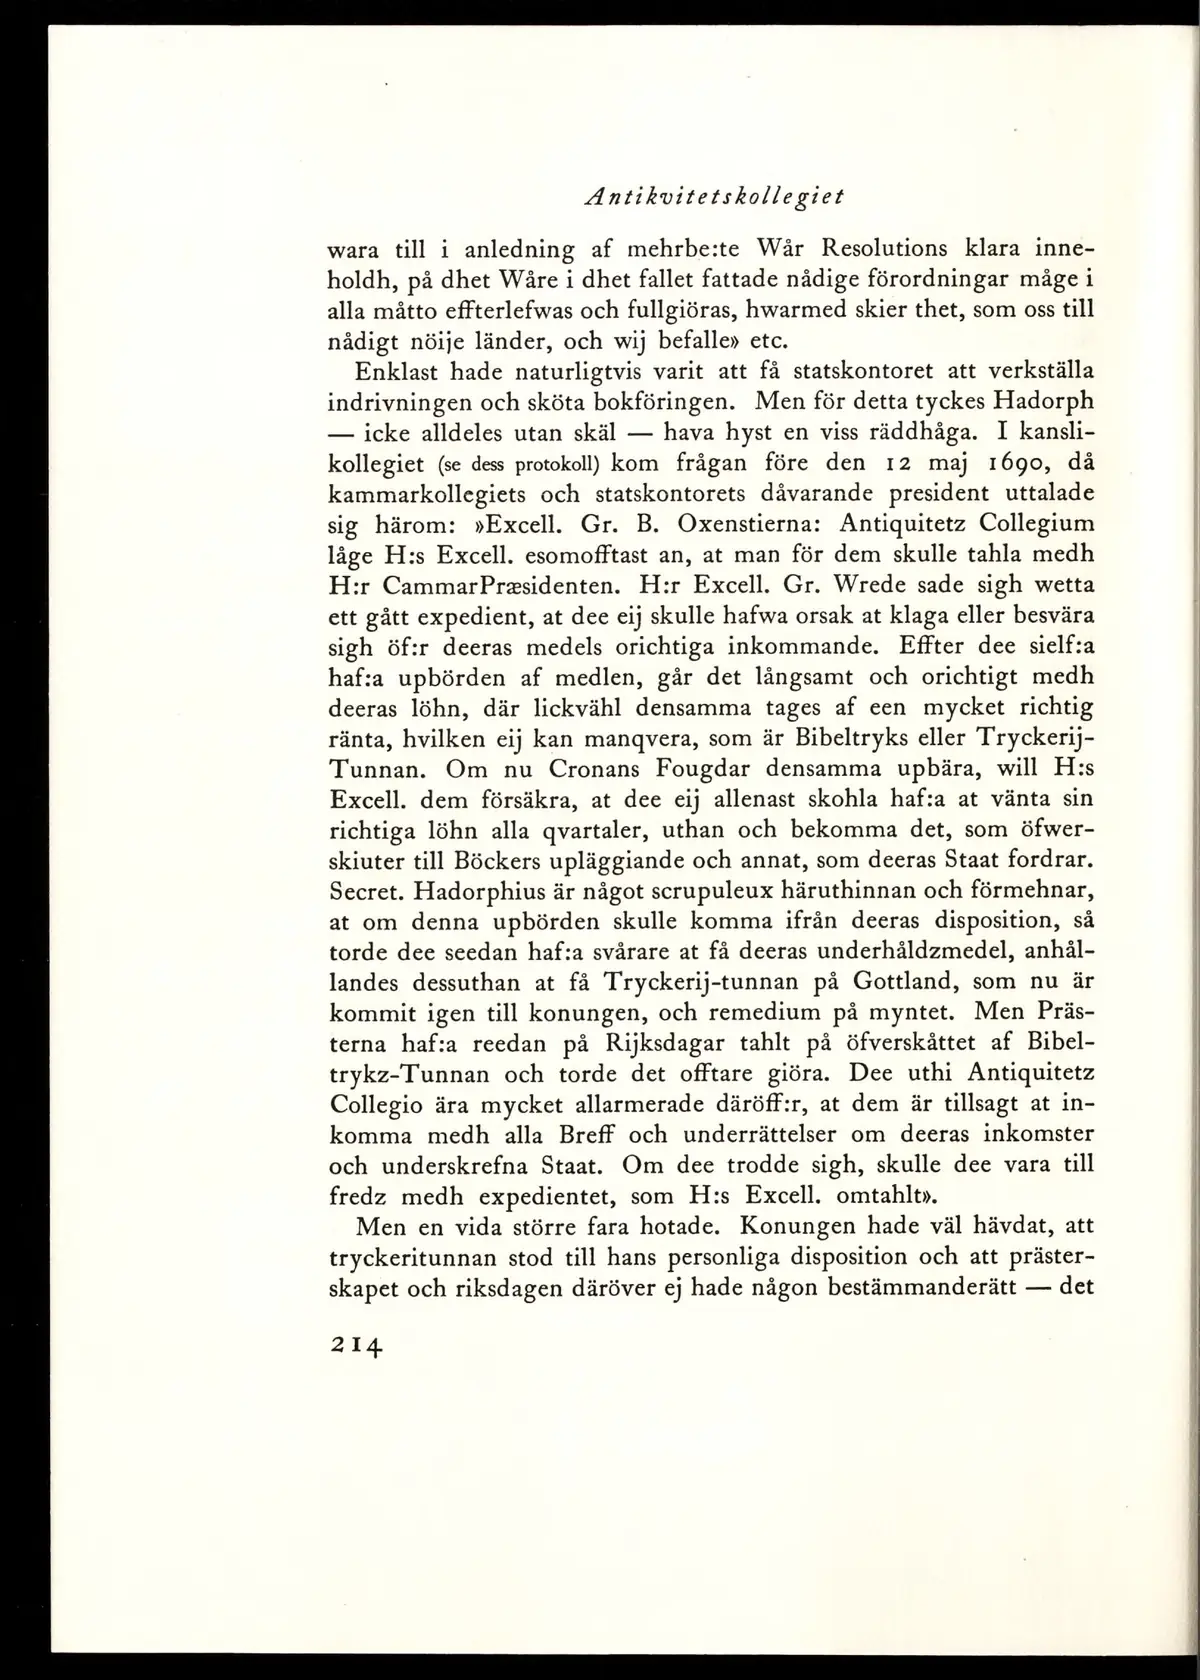 Antikvitetskollegiet
wara till i anledning af mehrbe:te Wår Resolutions klara inne-
holdh, på dhet Wåre i dhet fallet fattade nådige förordningar måge i
alla måtto effterlefwas och fullgiöras, hwarmed skier thet, som oss till
nådigt nöije länder, och wij befalle» etc.
Enklast hade naturligtvis varit att få statskontoret att verkställa
indrivningen och sköta bokföringen. Men för detta tyckes Hadorph
— icke alldeles utan skäl — hava hyst en viss räddhåga. I kansli-
kollegiet (se dess protokoll) kom frågan före den 12 maj 1690, då
kammarkollegiets och statskontorets dåvarande president uttalade
sig härom: »Excell. Gr. B. Oxenstierna: Antiquitetz Collegium
låge H:s Excell. esomofftast an, at man för dem skulle tahla medh
H:r CammarPræsidenten. H:r Excell. Gr. Wrede sade sigh wetta
ett gått expedient, at dee eij skulle hafwa orsak at klaga eller besvära
sigh öf:r deeras medels orichtiga inkommande. Effter dee sielf:a
haf:a upbörden af medlen, går det långsamt och orichtigt medh
deeras löhn, där lickvähl densamma tages af een mycket richtig
ränta, hvilken eij kan manqvera, som är Bibeltryks eller Tryckerij-
Tunnan. Om nu Cronans Fougdar densamma upbära, will H:s
Excell. dem försäkra, at dee eij allenast skohla haf:a at vänta sin
richtiga löhn alla qvartaler, uthan och bekomma det, som öfwer-
skiuter till Böckers upläggiande och annat, som deeras Staat fordrar.
Secret. Hadorphius är något scrupuleux häruthinnan och förmehnar,
at om denna upbörden skulle komma ifrån deeras disposition, så
torde dee seedan haf:a svårare at få deeras underhåldzmedel, anhål-
landes dessuthan at få Tryckerij-tunnan på Gottland, som nu är
kommit igen till konungen, och remedium på myntet. Men Präs-
terna haf:a reedan på Rijksdagar tahlt på öfverskåttet af Bibel-
trykz-Tunnan och torde det offtare giöra. Dee uthi Antiquitetz
Collegio ära mycket allarmerade däröff:r, at dem är tillsagt at in-
komma medh alla Breff och underrättelser om deeras inkomster
och underskrefna Staat. Om dee trodde sigh, skulle dee vara till
fredz medh expedientet, som H:s Excell. omtahlt».
Men en vida större fara hotade. Konungen hade väl hävdat, att
tryckeritunnan stod till hans personliga disposition och att präster-
skapet och riksdagen däröver ej hade någon bestämmanderätt — det
214